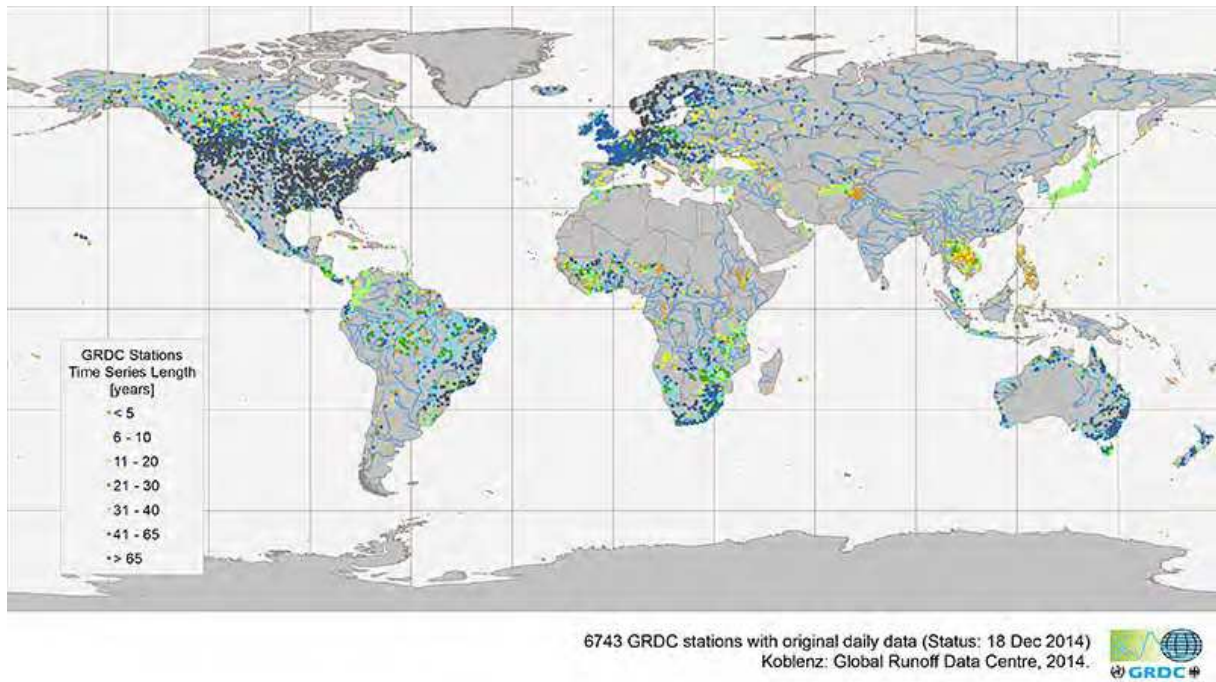 GRDC Stations
Time Series Length
[years]
< 5
6 - 10
11 - 20
21 - 30
31 - 40
41 - 65
> 65
6743 GRDC stations with original daily data (Status: 18 Dec 2014)
Koblenz: Global Runoff Data Centre, 2014.
GRDC